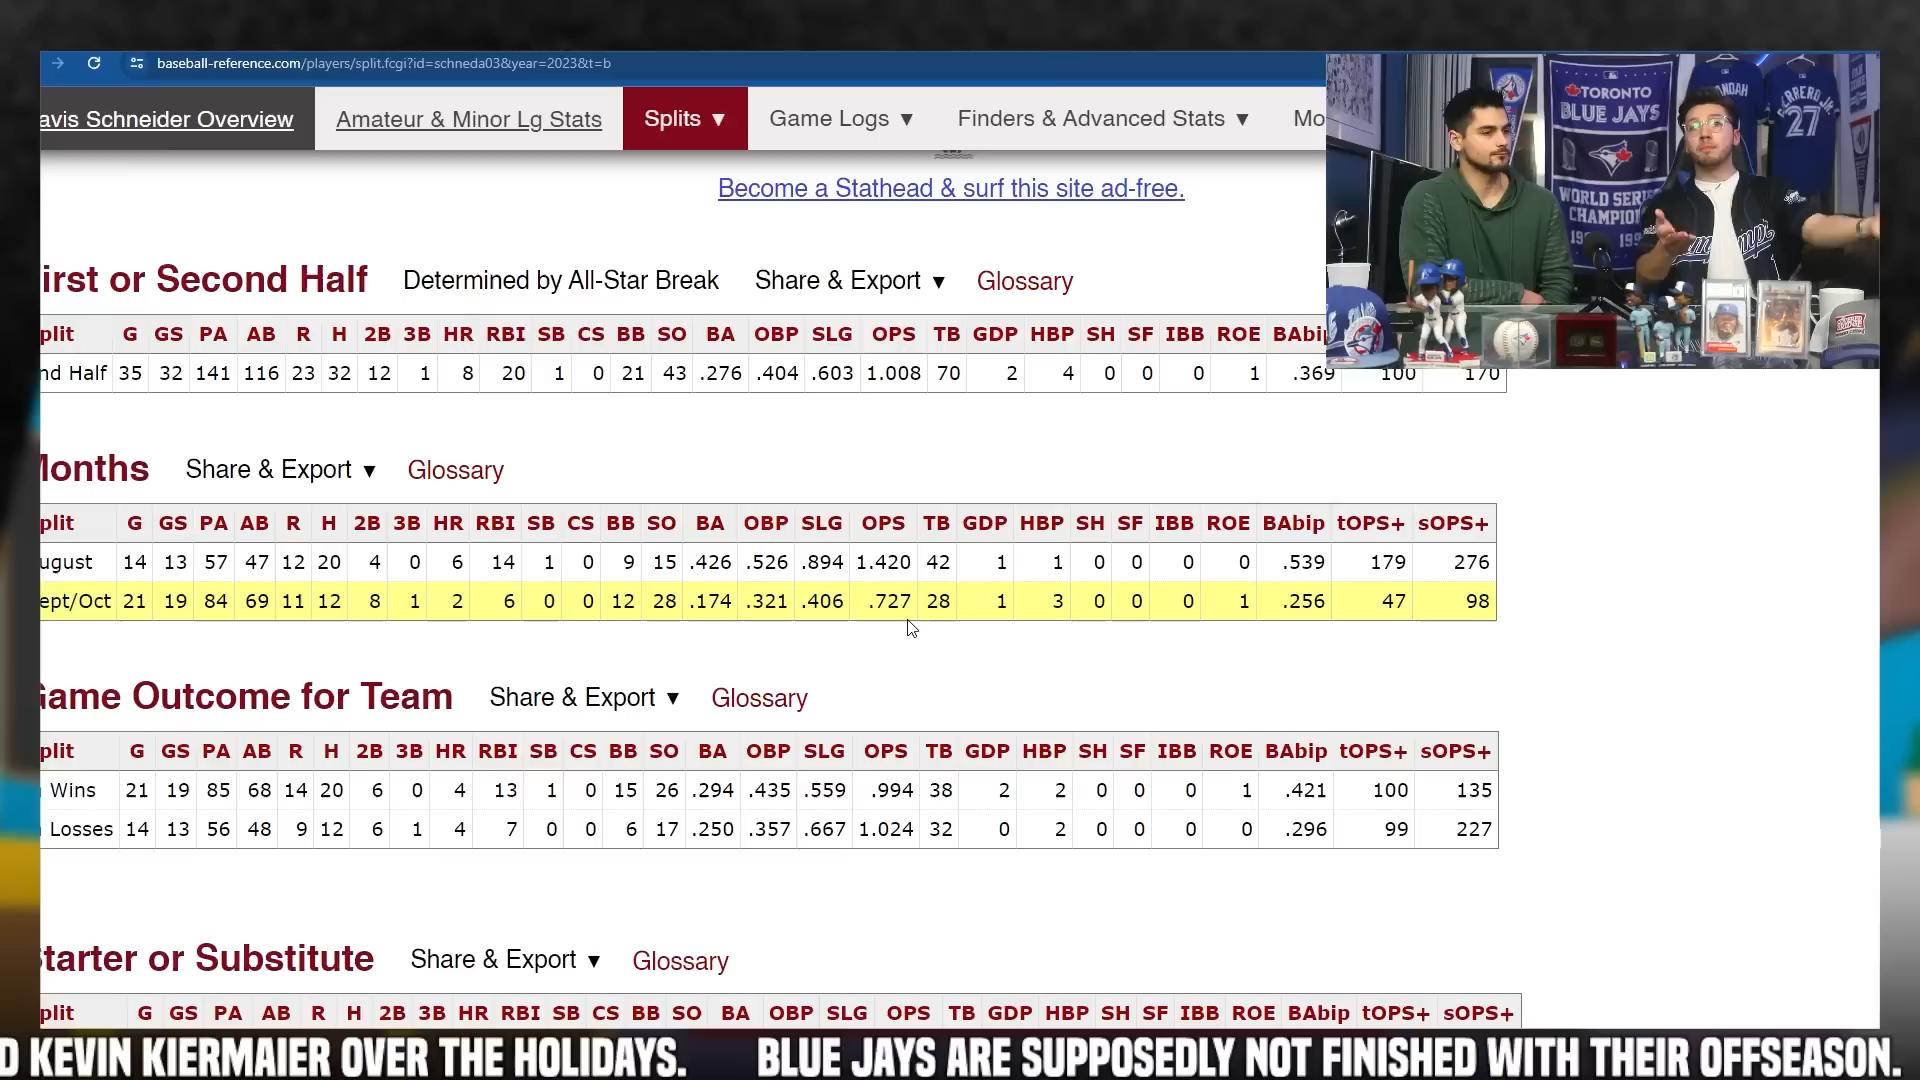 baseball-reference.com/players/split.fcgi?id=schneda03&year=2023&t=b
avis Schneider Overview Amateur & Minor Lg Stats Splits ▼ Game Logs ▼ Finders & Advanced Stats ▼ Mo
Become a Stathead & surf this site ad-free.
irst or Second Half Determined by All-Star Break Share & Export ▼ Glossary
plit G GS PA AB R H 2B 3B HR RBI SB CS BB SO BA OBP SLG OPS TB GDP HBP SH SF IBB ROE BAbi
nd Half 35 32 141 116 23 32 12 1 8 20 1 0 21 43 .276 .404 .603 1.008 70 2 4 0 0 0 1 .369 100 170
Months Share & Export ▼ Glossary
plit G GS PA AB R H 2B 3B HR RBI SB CS BB SO BA OBP SLG OPS TB GDP HBP SH SF IBB ROE BAbip tOPS+ sOPS+
ugust 14 13 57 47 12 20 4 0 6 14 1 0 9 15 .426 .526 .894 1.420 42 1 1 0 0 0 0 .539 179 276
ept/Oct 21 19 84 69 11 12 8 1 2 6 0 0 12 28 .174 .321 .406 .727 28 1 3 0 0 0 1 .256 47 98
Game Outcome for Team Share & Export ▼ Glossary
plit G GS PA AB R H 2B 3B HR RBI SB CS BB SO BA OBP SLG OPS TB GDP HBP SH SF IBB ROE BAbip tOPS+ sOPS+
Wins 21 19 85 68 14 20 6 0 4 13 1 0 15 26 .294 .435 .559 .994 38 2 2 0 0 0 1 .421 100 135
Losses 14 13 56 48 9 12 6 1 4 7 0 0 6 17 .250 .357 .667 1.024 32 0 2 0 0 0 0 .296 99 227
Starter or Substitute Share & Export ▼ Glossary
plit G GS PA AB R H 2B 3B HR RBI SB CS BB SO BA OBP SLG OPS TB GDP HBP SH SF IBB ROE BAbip tOPS+ sOPS+
D KEVIN KIERMAIER OVER THE HOLIDAYS. BLUE JAYS ARE SUPPOSEDLY NOT FINISHED WITH THEIR OFFSEASON.
TORONTO
BLUE JAYS
WORLD SERI
CHAMPIO
27